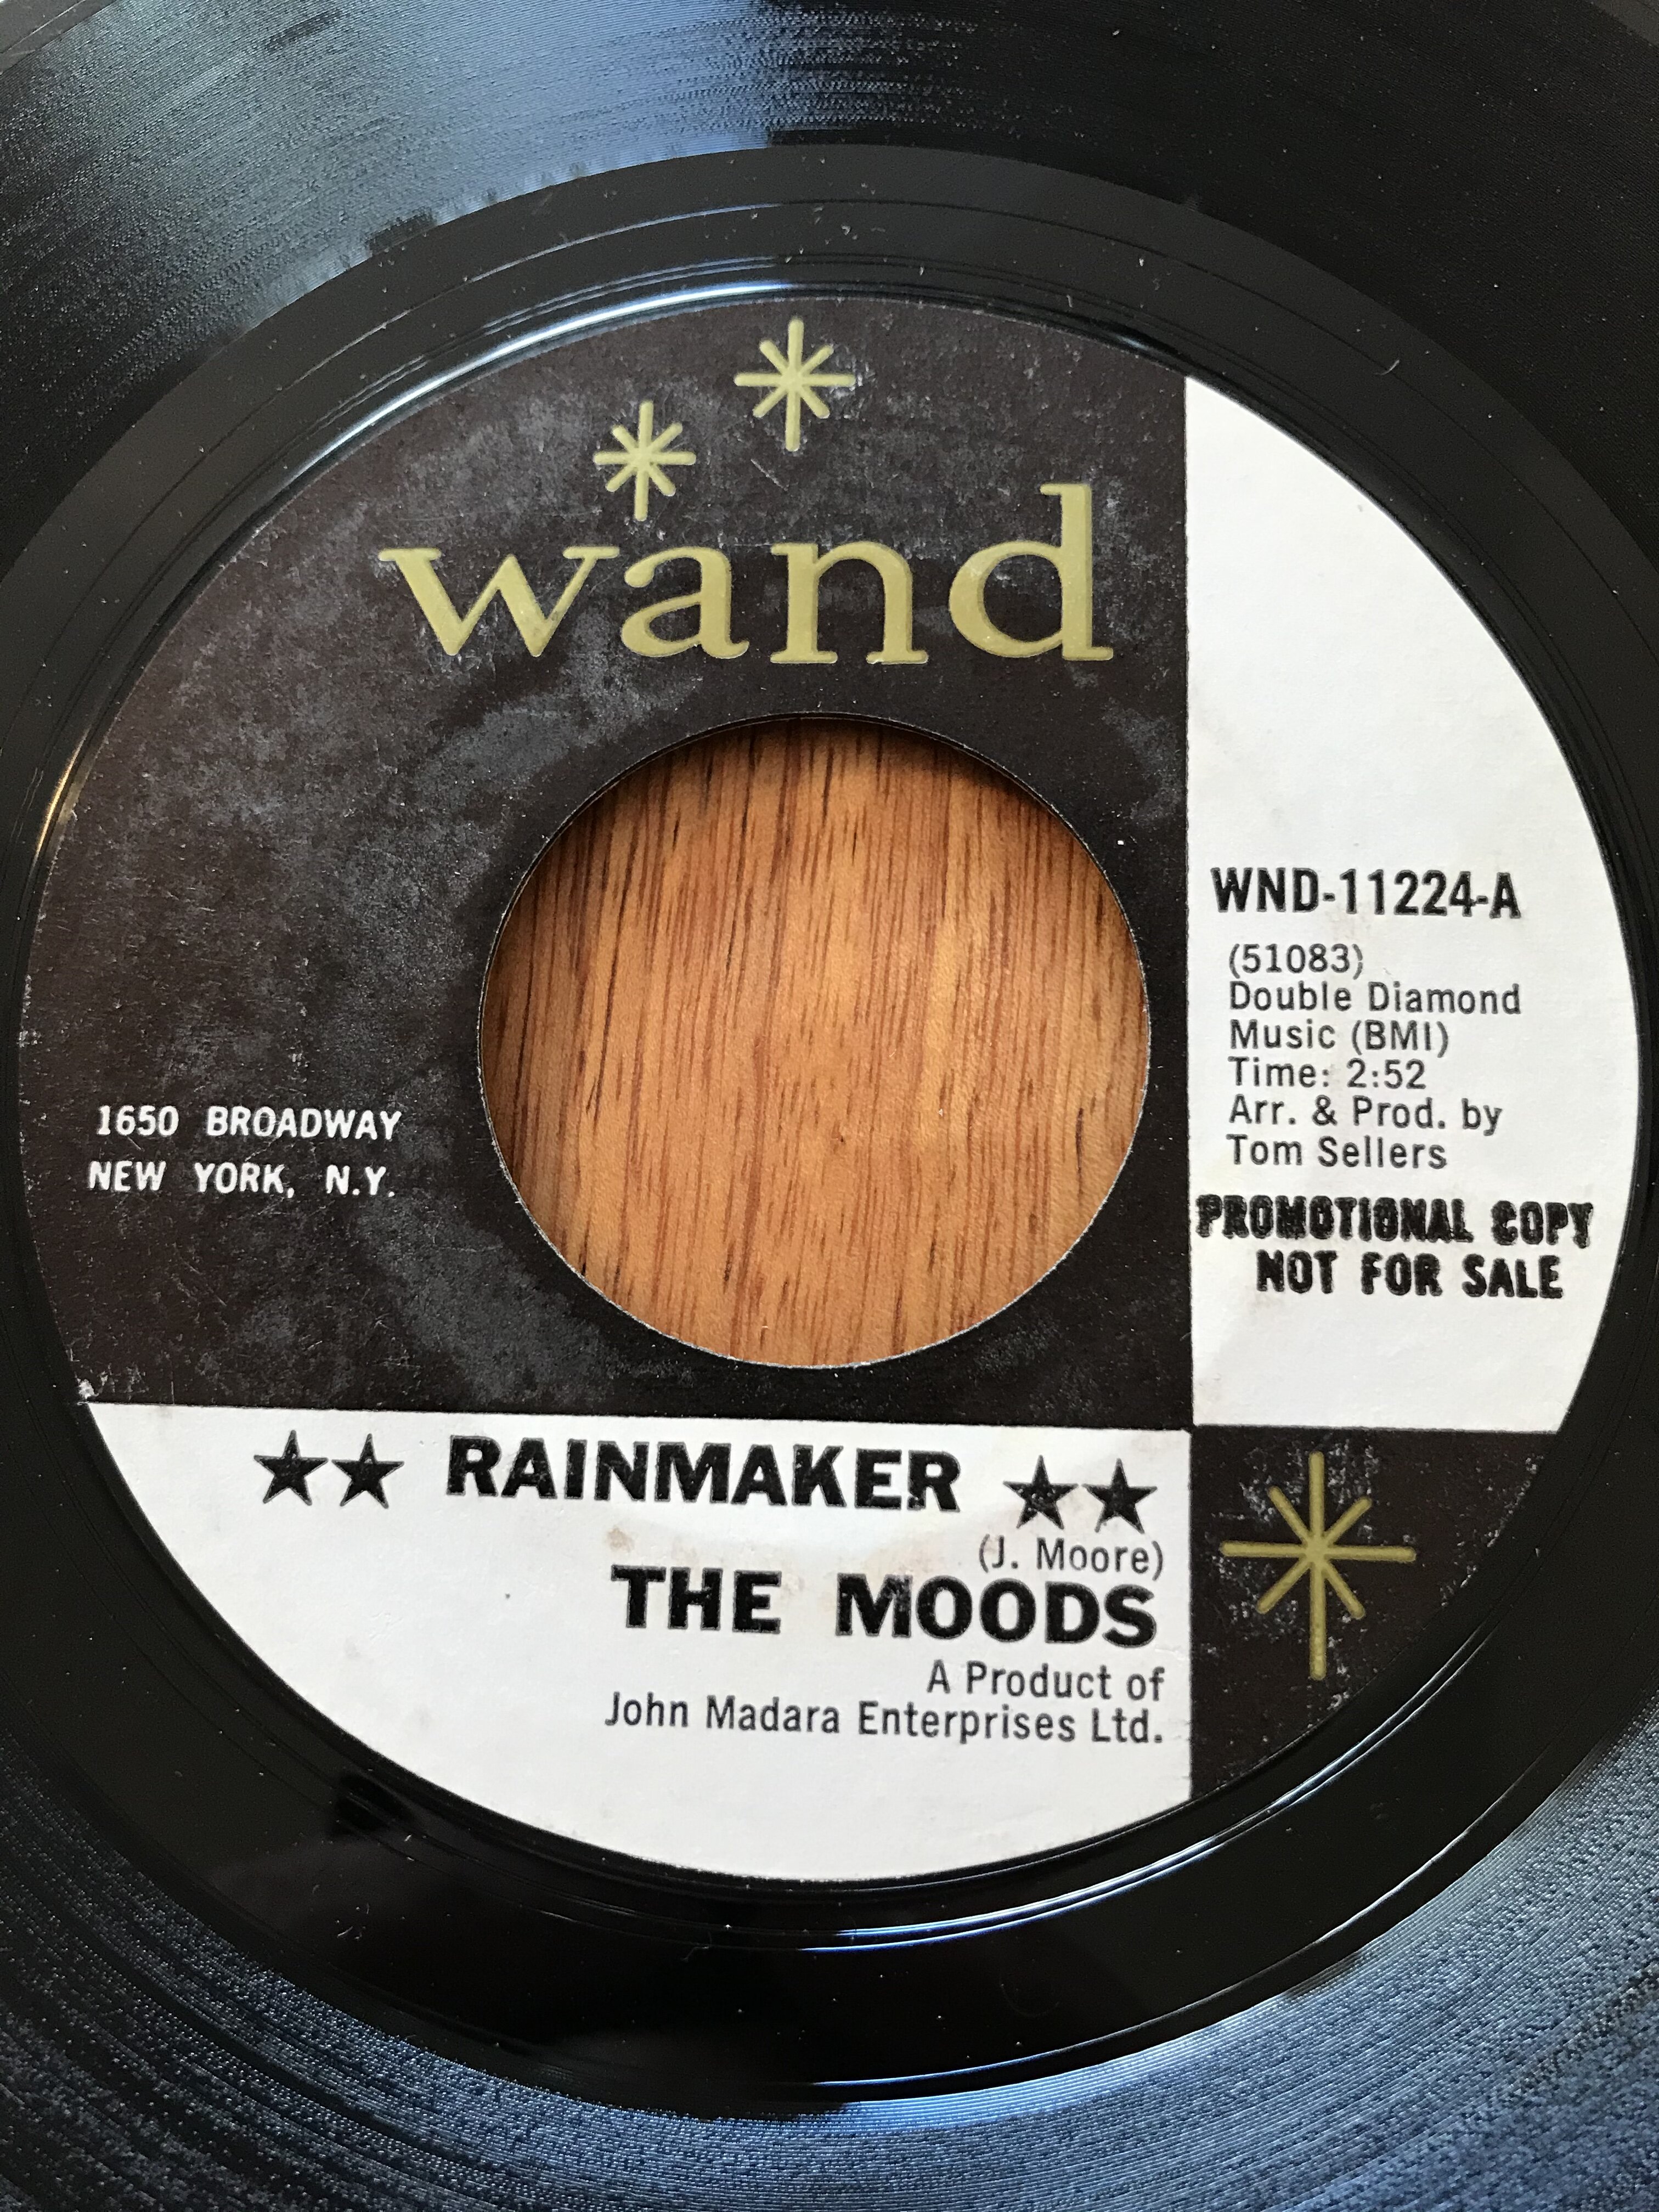 wand
WND-11224-A
(51083)
Double Diamond
Music (BMI)
Time: 2:52
Arr. & Prod. by
Tom Sellers
PROMOTIONAL COPY
NOT FOR SALE
1650 BROADWAY
NEW YORK, N.Y.
★★ RAINMAKER ★★
(J. Moore)
THE MOODS
A Product of
John Madara Enterprises Ltd.